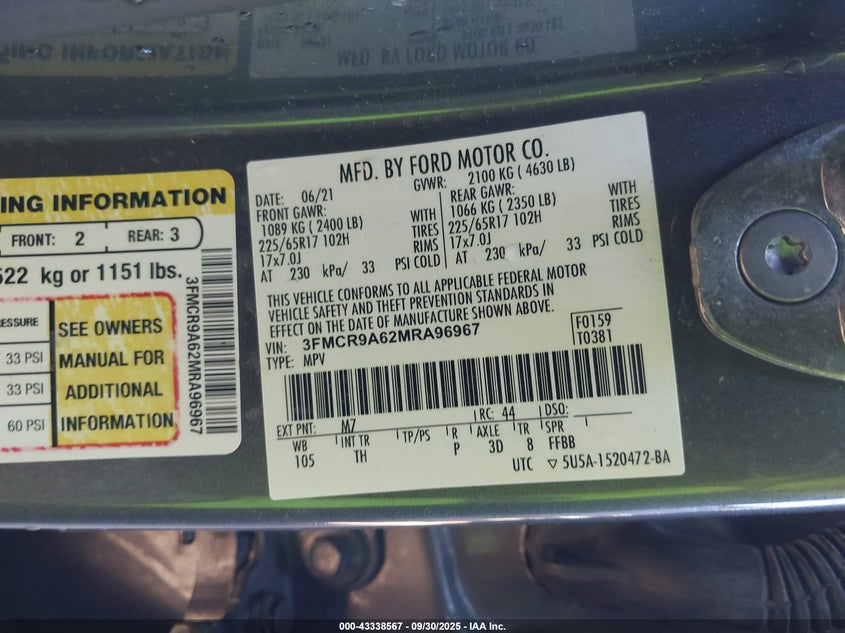 ING INFORMATION
FRONT: 2 REAR: 3
522 kg or 1151 lbs.
ESSURE
33 PSI
33 PSI
60 PSI
SEE OWNERS
MANUAL FOR
ADDITIONAL
INFORMATION
3FMCR9A62MRA96967
MFD. BY FORD MOTOR CO.
DATE: 06/21 GVWR: 2100 KG ( 4630 LB)
FRONT GAWR: WITH REAR GAWR: WITH
1089 KG ( 2400 LB) TIRES 1066 KG ( 2350 LB) TIRES
225/65R17 102H RIMS 225/65R17 102H RIMS
17x7.0J 17x7.0J
AT 230 kPa/ 33 PSI COLD AT 230 kPa/ 33 PSI COLD
THIS VEHICLE CONFORMS TO ALL APPLICABLE FEDERAL MOTOR
VEHICLE SAFETY AND THEFT PREVENTION STANDARDS IN
EFFECT ON THE DATE OF MANUFACTURE SHOWN ABOVE.
VIN: 3FMCR9A62MRA96967 F0159
TYPE: MPV T0381
EXT PNT: M7 RC: 44 DSO:
WB INT TR TP/PS R AXLE TR SPR
105 TH P 3D 8 FFBB
UTC ▽ 5U5A-1520472-BA
000-43338567 - 09/30/2025 - IAA Inc.